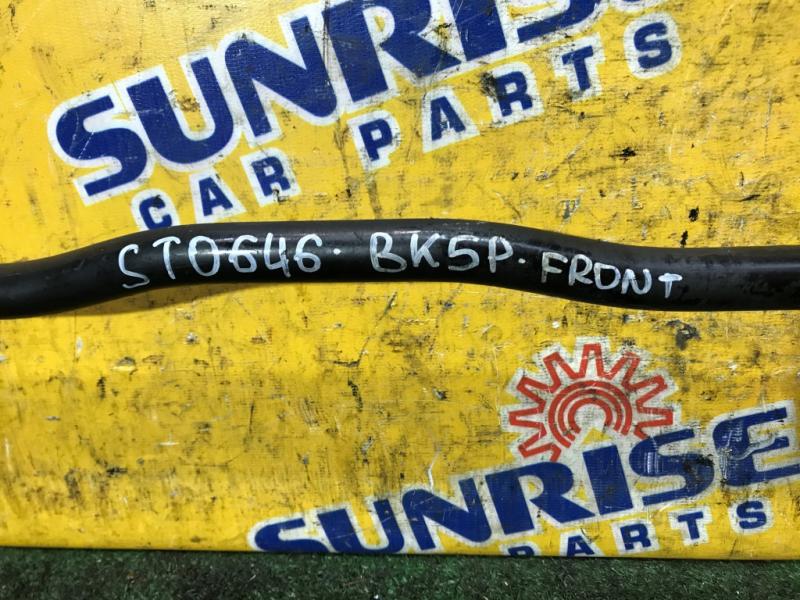 SUNRISE
CAR PARTS
ST0646. BK5P. FRONT
SUNRISE
PARTS